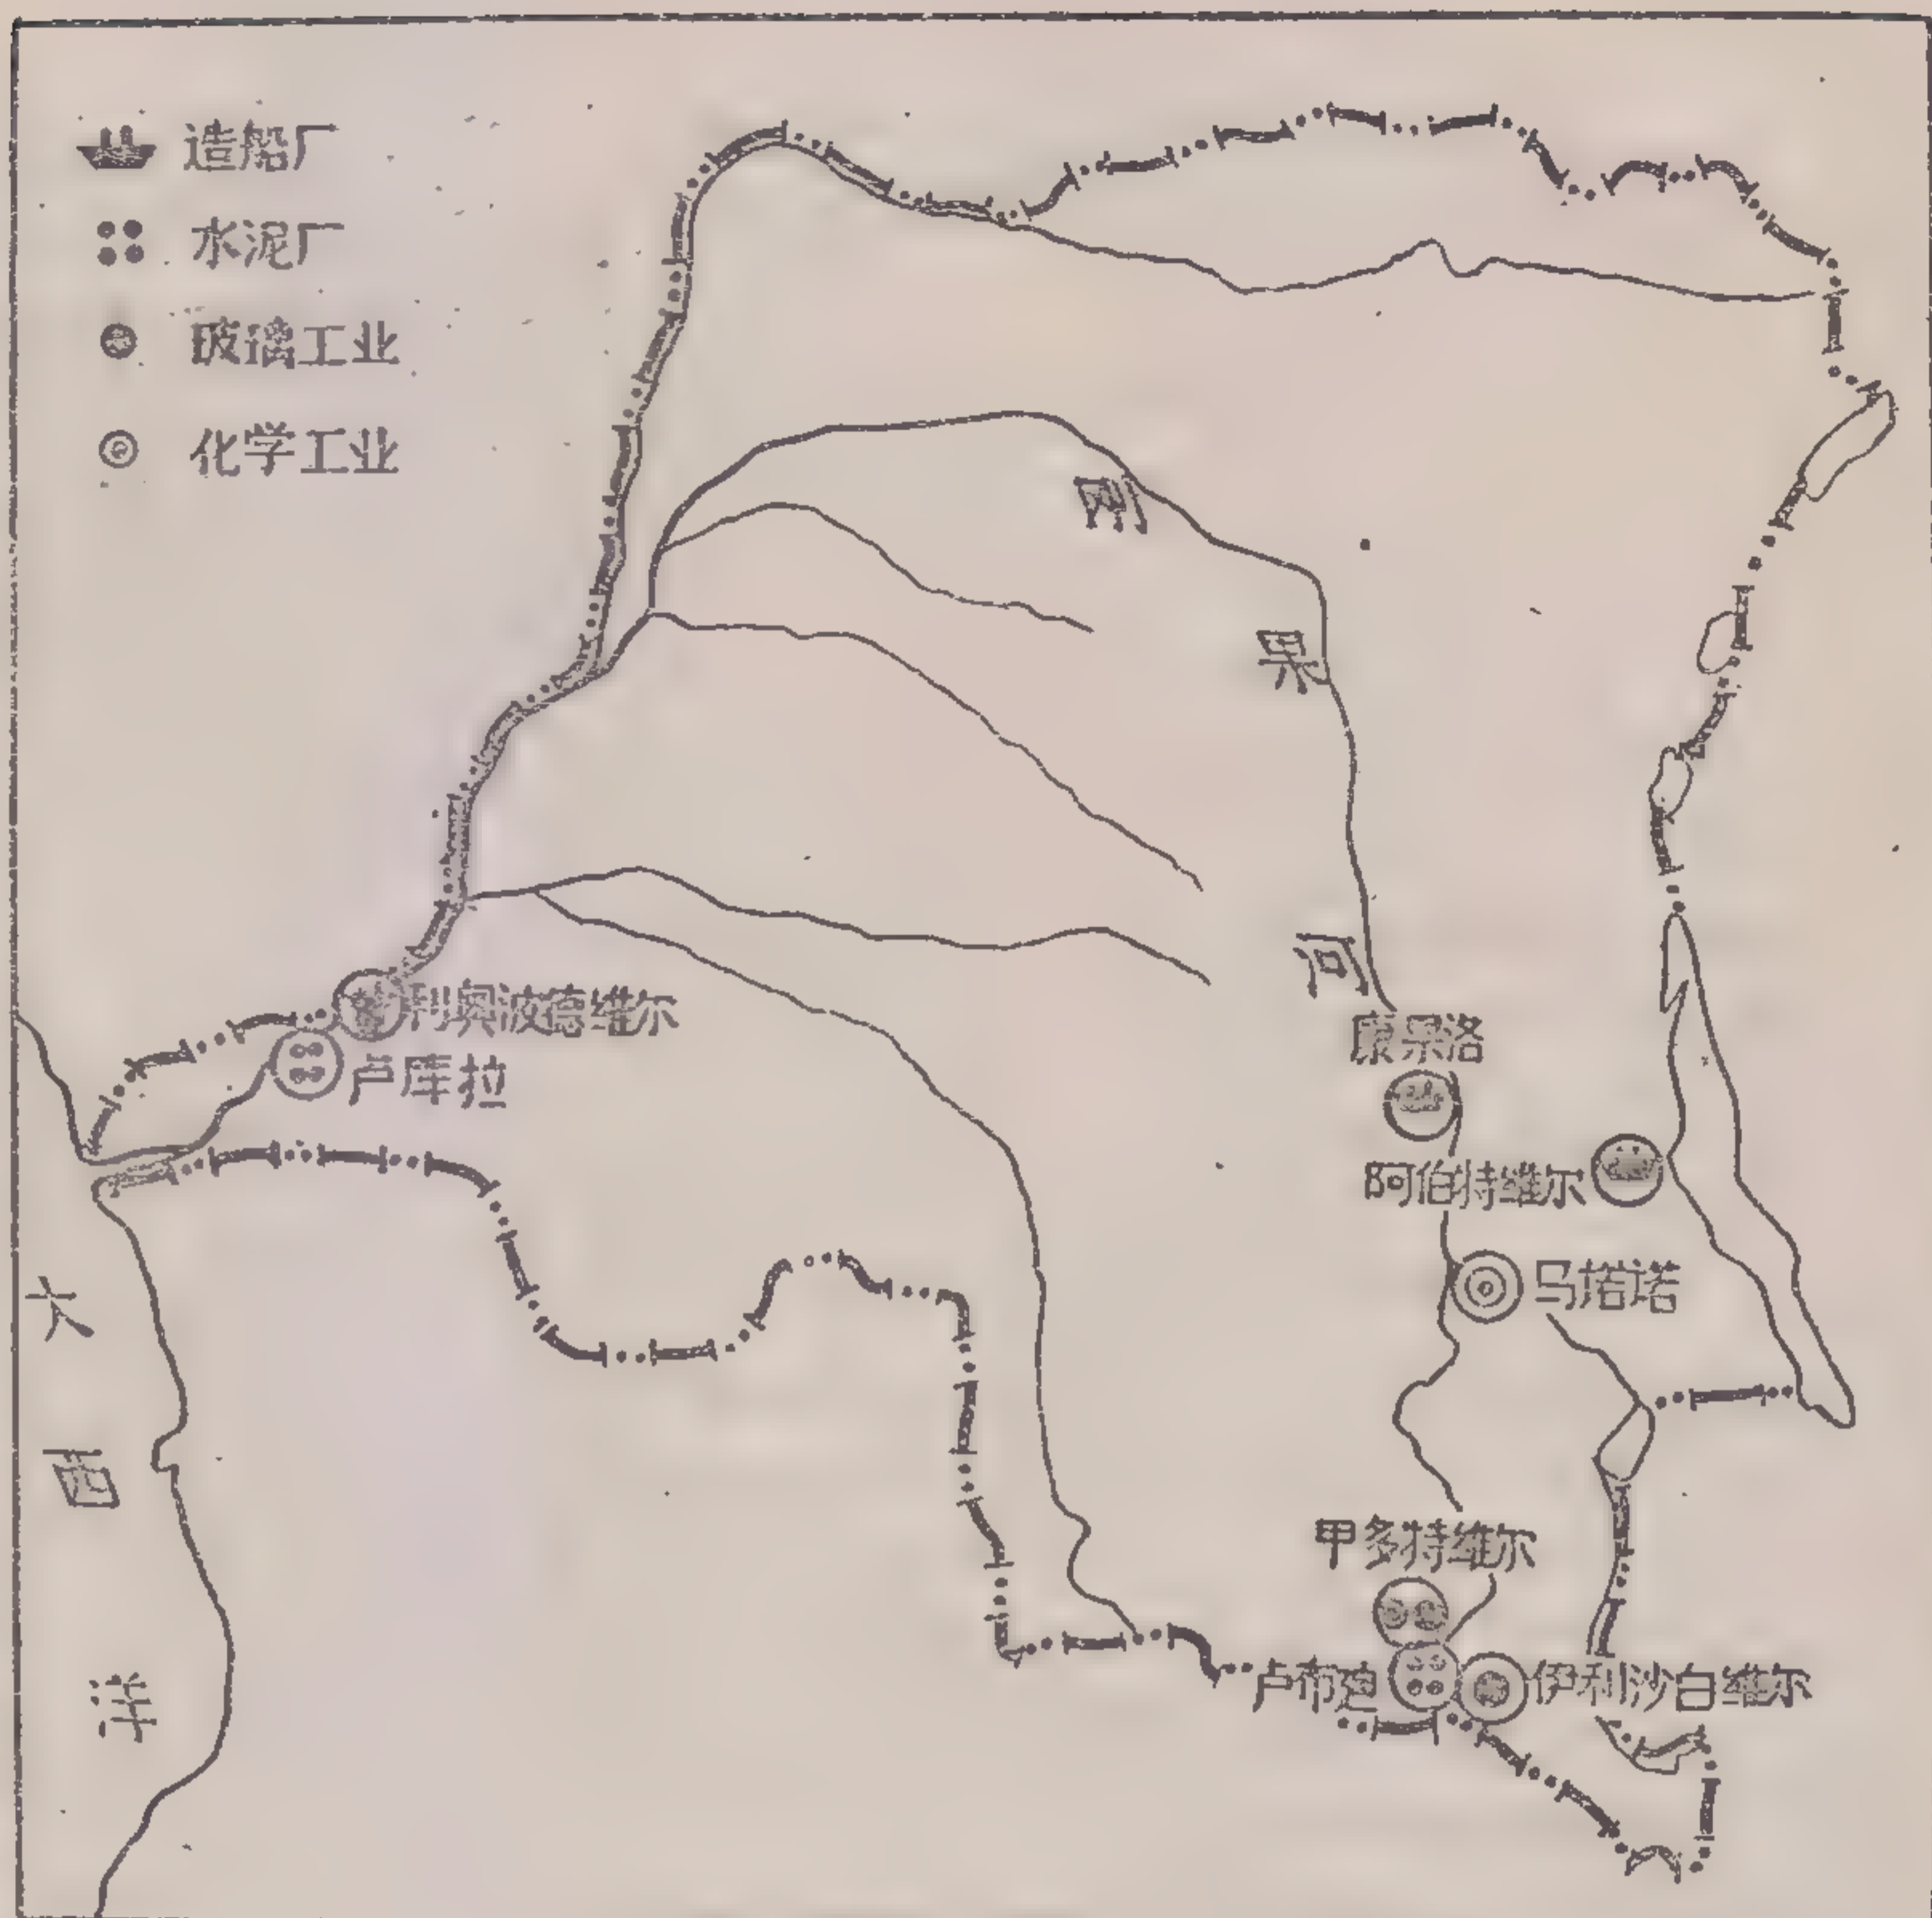 造船厂
水泥厂
玻璃工业
化学工业
刚
果
河
利奥波德维尔
卢库拉
康果洛
阿伯特维尔
马塔诺
大
西
洋
甲多特维尔
卢布迪
伊利沙白维尔